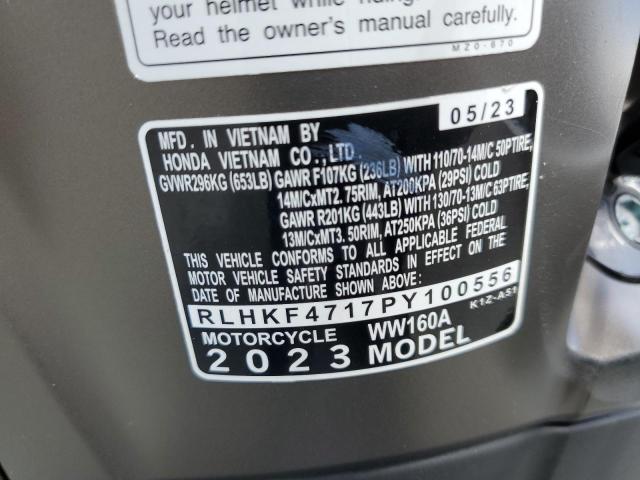 your helmet while riding.
Read the owner's manual carefully.
MZ0-670
05/23
MFD. IN VIETNAM BY
HONDA VIETNAM CO., LTD.
GVWR296KG (653LB) GAWR F107KG (236LB) WITH 110/70-14M/C 50PTIRE,
14M/CxMT2. 75RIM, AT200KPA (29PSI) COLD
GAWR R201KG (443LB) WITH 130/70-13M/C 63PTIRE,
13M/CxMT3. 50RIM, AT250KPA (36PSI) COLD
THIS VEHICLE CONFORMS TO ALL APPLICABLE FEDERAL
MOTOR VEHICLE SAFETY STANDARDS IN EFFECT ON THE
DATE OF MANUFACTURE SHOWN ABOVE.
RLHKF4717PY100556
K1Z-A51
MOTORCYCLE WW160A
2023 MODEL